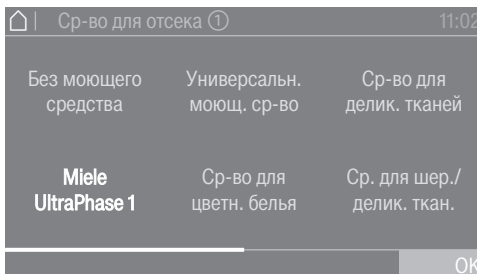 Ср-во для отсека ① 11:02
Без моющего
средства
Универсальн.
моющ. ср-во
Ср-во для
делик. тканей
Miele
UltraPhase 1
Ср-во для
цветн. белья
Ср. для шер./
делик. ткан.
OK